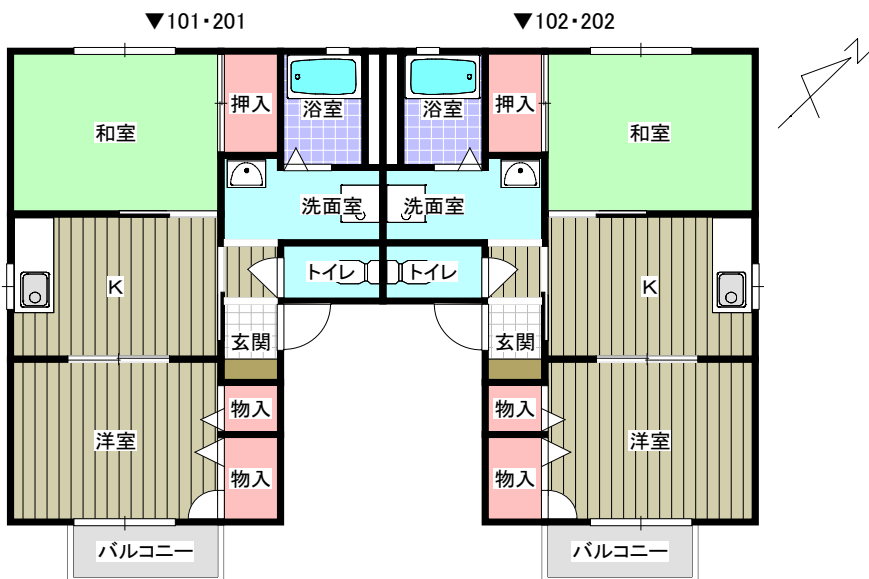 ▼101・201
▼102・202
N
押入
浴室
浴室
押入
和室
和室
洗面室
洗面室
K
トイレ
トイレ
K
玄関
玄関
物入
物入
洋室
洋室
物入
物入
バルコニー
バルコニー